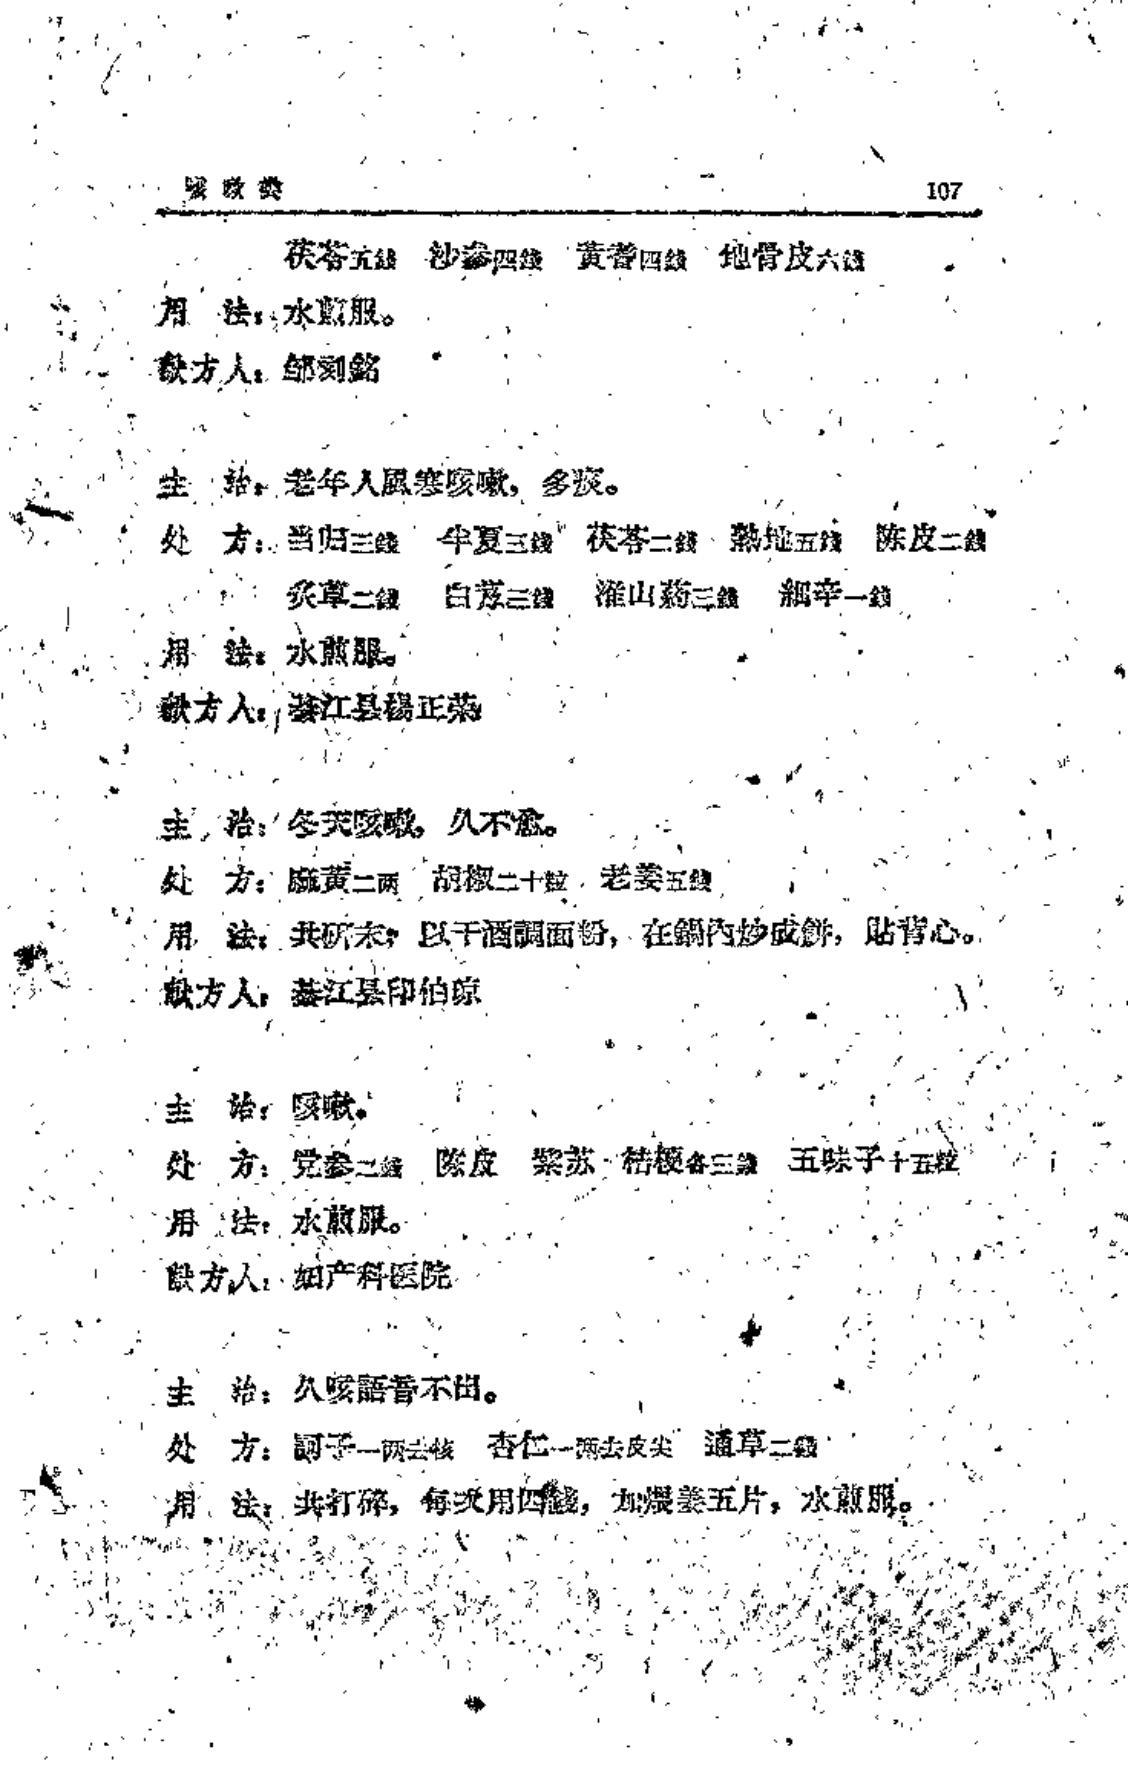 咳嗽类 107
茯苓五錢 沙參四錢 黃耆四錢 地骨皮六錢
用 法：水煎服。
献方人：邹刻銘
主 治：老年人風寒咳嗽，多痰。
处 方：当归三錢 半夏三錢 茯苓二錢 熟地五錢 陈皮二錢
炙草二錢 白芨三錢 淮山葯三錢 細辛一錢
用 法：水煎服。
献方人：綦江县楊正荣
主 治：冬天咳嗽。久不愈。
处 方：麻黃二两 胡椒二十粒 老姜五錢
用 法：共研末；以干酒調面粉，在鍋內炒成餅，貼背心。
献方人：綦江县印伯琼
主 治：咳嗽。
处 方：党参二錢 陈皮 紫苏 桔梗各三錢 五味子十五粒
用 法：水煎服。
献方人：妇产科医院
主 治：久咳語音不出。
处 方：訶子一两去核 杏仁一两去皮尖 通草二錢
用 法：共打碎，每次用四錢，加煨姜五片，水煎服。